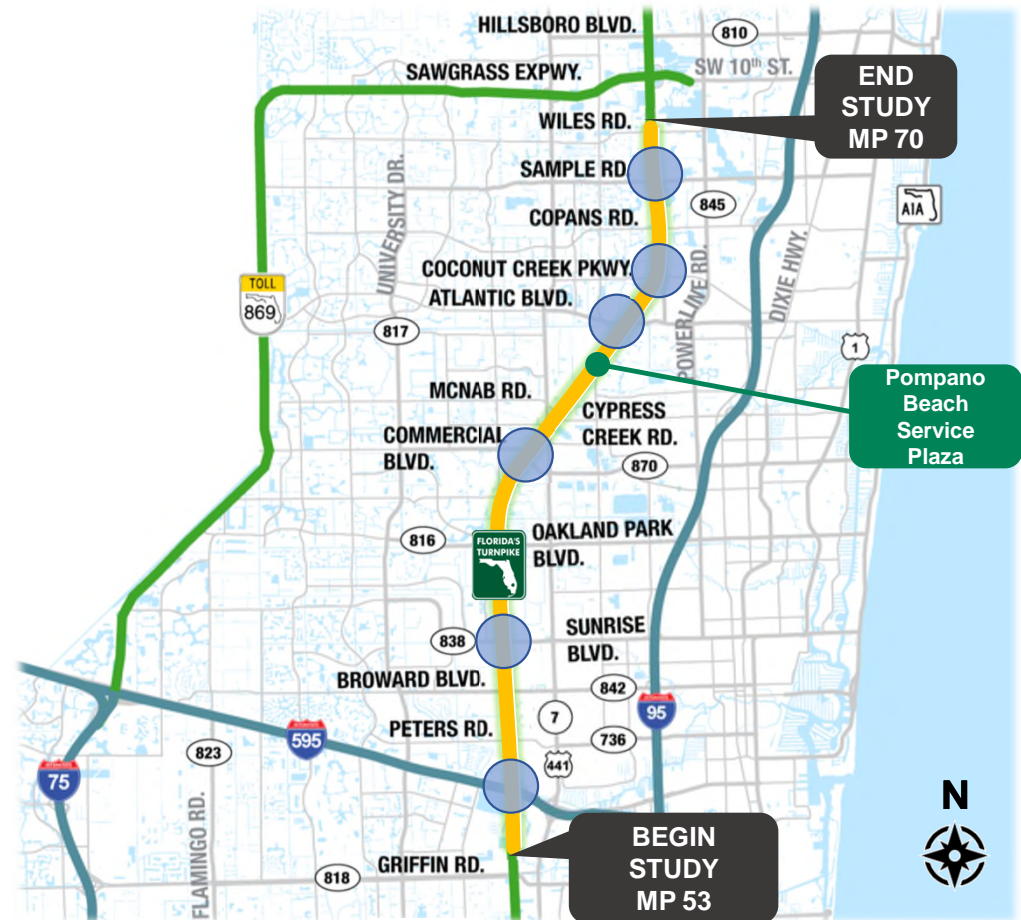 HILLSBORO BLVD.
810
SAWGRASS EXPWY.
SW 10th ST.
END
STUDY
MP 70
WILES RD.
SAMPLE RD.
UNIVERSITY DR.
845
A1A
COPANS RD.
DIXIE HWY.
POWERLINE RD.
COCONUT CREEK PKWY.
TOLL
869
ATLANTIC BLVD.
817
1
MCNAB RD.
Pompano
Beach
Service
Plaza
CYPRESS
CREEK RD.
COMMERCIAL
BLVD.
870
816
OAKLAND PARK
BLVD.
FLORIDA'S
TURNPIKE
838
SUNRISE
BLVD.
BROWARD BLVD.
842
95
7
PETERS RD.
736
595
823
441
75
N
FLAMINGO RD.
BEGIN
STUDY
MP 53
GRIFFIN RD.
818